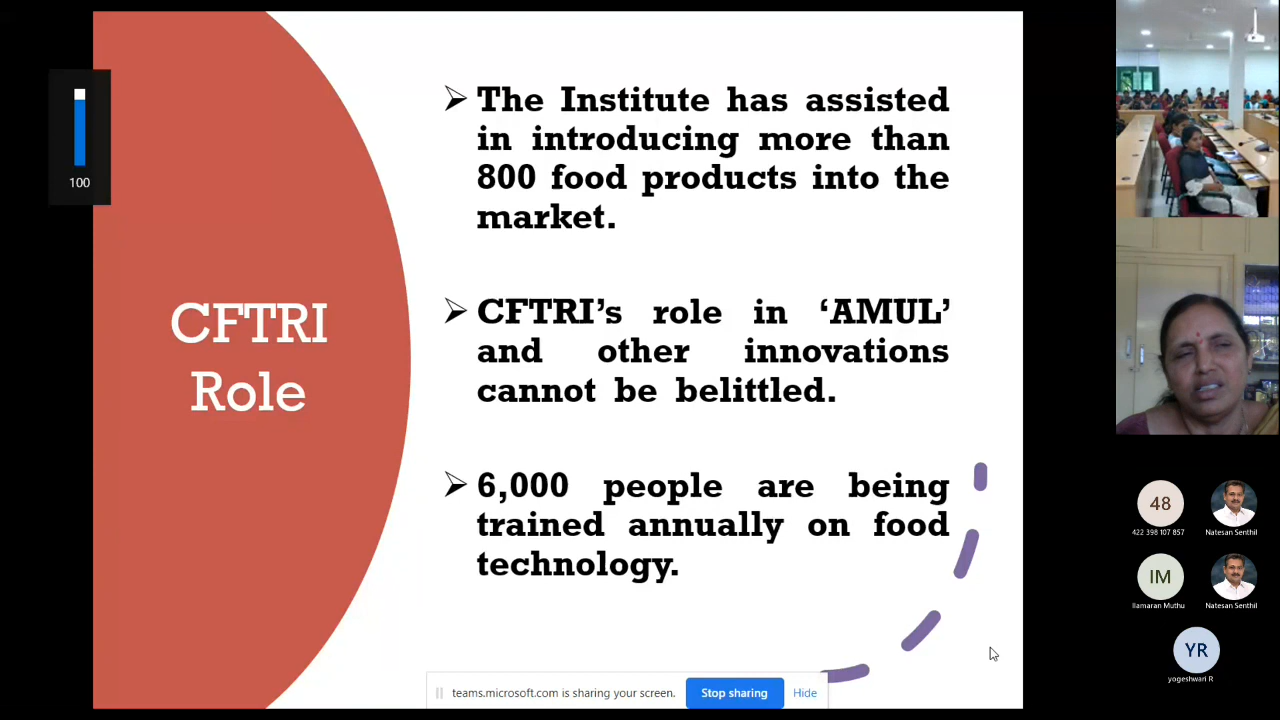 100
CFTRI
Role
The Institute has assisted
in introducing more than
800 food products into the
market.
CFTRI's role in 'AMUL'
and other innovations
cannot be belittled.
6,000 people are being
trained annually on food
technology.
teams.microsoft.com is sharing your screen.
Stop sharing
Hide
48
422 398 107 857
Natesan Senthil
IM
Ilamaran Muthu
Natesan Senthil
YR
yogeshwari R